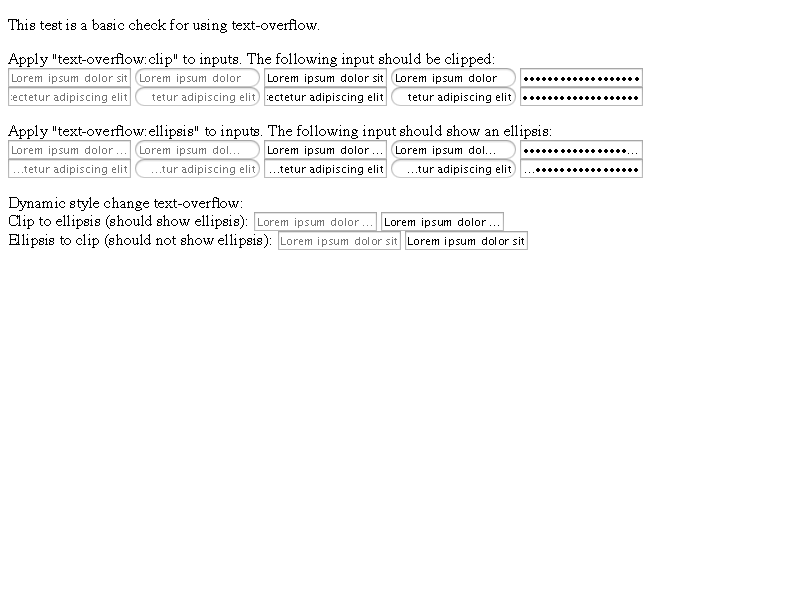 This test is a basic check for using text-overflow.
Apply "text-overflow:clip" to inputs. The following input should be clipped:
Lorem ipsum dolor sit Lorem ipsum dolor Lorem ipsum dolor sit Lorem ipsum dolor •••••••••••••••••••
ectetur adipiscing elit tetur adipiscing elit ectetur adipiscing elit tetur adipiscing elit •••••••••••••••••••
Apply "text-overflow:ellipsis" to inputs. The following input should show an ellipsis:
Lorem ipsum dolor ... Lorem ipsum dol... Lorem ipsum dolor ... Lorem ipsum dol... •••••••••••••••••...
...tetur adipiscing elit ...tur adipiscing elit ...tetur adipiscing elit ...tur adipiscing elit ...•••••••••••••••••
Dynamic style change text-overflow:
Clip to ellipsis (should show ellipsis): Lorem ipsum dolor ... Lorem ipsum dolor ...
Ellipsis to clip (should not show ellipsis): Lorem ipsum dolor sit Lorem ipsum dolor sit